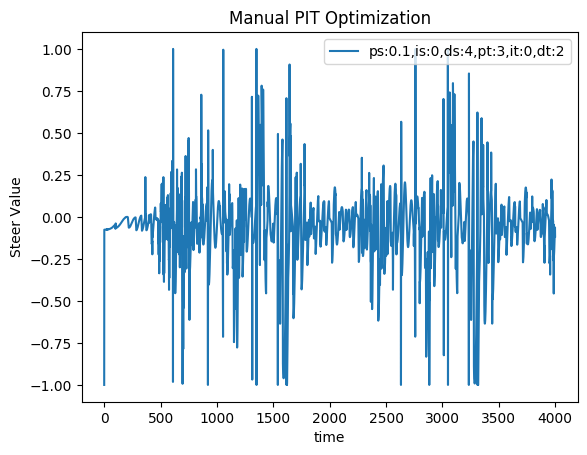 Manual PIT Optimization
ps:0.1,is:0,ds:4,pt:3,it:0,dt:2
Steer Value
1.00
0.75
0.50
0.25
0.00
−0.25
−0.50
−0.75
−1.00
0 500 1000 1500 2000 2500 3000 3500 4000
time